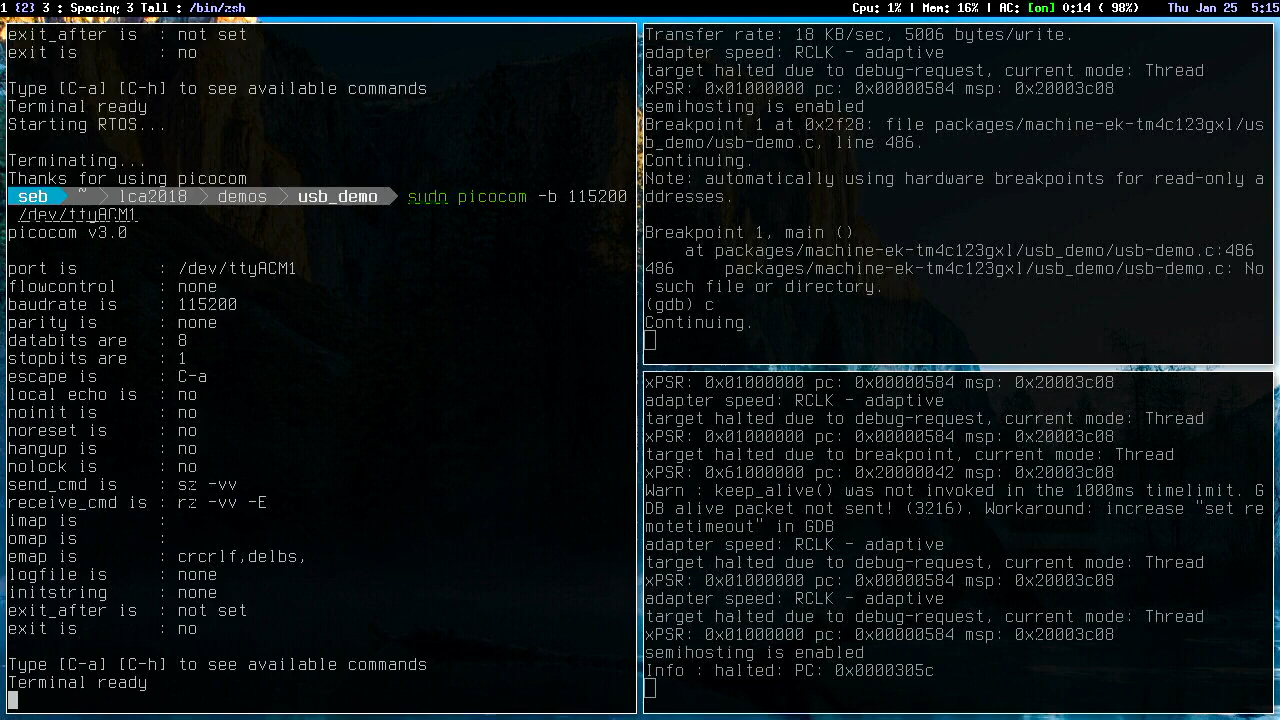 1 {2} 3 : Spacing 3 Tall : /bin/zsh
Cpu: 1% | Mem: 16% | AC: [on] 0:14 ( 98%)    Thu Jan 25  5:15
exit_after is  : not set
exit is        : no
Type [C-a] [C-h] to see available commands
Terminal ready
Starting RTOS...
Terminating...
Thanks for using picocom
seb ~ lca2018 demos usb_demo sudo picocom -b 115200
/dev/ttyACM1
picocom v3.0
port is        : /dev/ttyACM1
flowcontrol    : none
baudrate is    : 115200
parity is      : none
databits are   : 8
stopbits are   : 1
escape is      : C-a
local echo is  : no
noinit is      : no
noreset is     : no
hangup is      : no
nolock is      : no
send_cmd is    : sz -vv
receive_cmd is : rz -vv -E
imap is        :
omap is        :
emap is        : crcrlf,delbs,
logfile is     : none
initstring     : none
exit_after is  : not set
exit is        : no
Type [C-a] [C-h] to see available commands
Terminal ready
Transfer rate: 18 KB/sec, 5006 bytes/write.
adapter speed: RCLK - adaptive
target halted due to debug-request, current mode: Thread
xPSR: 0x01000000 pc: 0x00000584 msp: 0x20003c08
semihosting is enabled
Breakpoint 1 at 0x2f28: file packages/machine-ek-tm4c123gxl/us
b_demo/usb-demo.c, line 486.
Continuing.
Note: automatically using hardware breakpoints for read-only a
ddresses.
Breakpoint 1, main ()
    at packages/machine-ek-tm4c123gxl/usb_demo/usb-demo.c:486
486     packages/machine-ek-tm4c123gxl/usb_demo/usb-demo.c: No
 such file or directory.
(gdb) c
Continuing.
xPSR: 0x01000000 pc: 0x00000584 msp: 0x20003c08
adapter speed: RCLK - adaptive
target halted due to debug-request, current mode: Thread
xPSR: 0x01000000 pc: 0x00000584 msp: 0x20003c08
target halted due to breakpoint, current mode: Thread
xPSR: 0x61000000 pc: 0x20000042 msp: 0x20003c08
Warn : keep_alive() was not invoked in the 1000ms timelimit. G
DB alive packet not sent! (3216). Workaround: increase "set re
motetimeout" in GDB
adapter speed: RCLK - adaptive
target halted due to debug-request, current mode: Thread
xPSR: 0x01000000 pc: 0x00000584 msp: 0x20003c08
adapter speed: RCLK - adaptive
target halted due to debug-request, current mode: Thread
xPSR: 0x01000000 pc: 0x00000584 msp: 0x20003c08
semihosting is enabled
Info : halted: PC: 0x0000305c